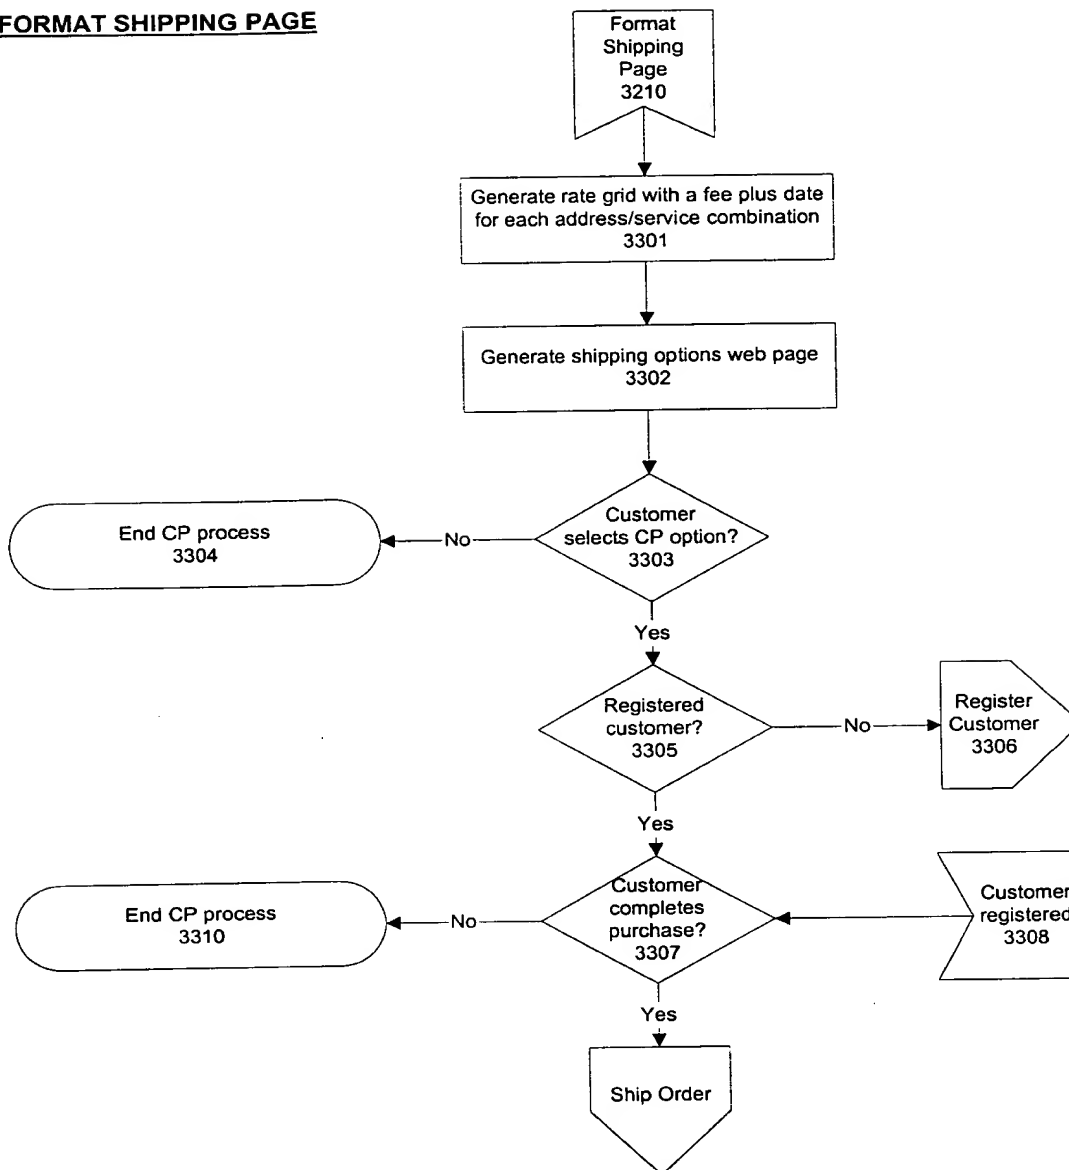 FORMAT SHIPPING PAGE
Format
Shipping
Page
3210
Generate rate grid with a fee plus date
for each address/service combination
3301
Generate shipping options web page
3302
Customer
selects CP option?
3303
No
End CP process
3304
Yes
Registered
customer?
3305
No
Register
Customer
3306
Yes
Customer
completes
purchase?
3307
Customer
registered
3308
No
End CP process
3310
Yes
Ship Order